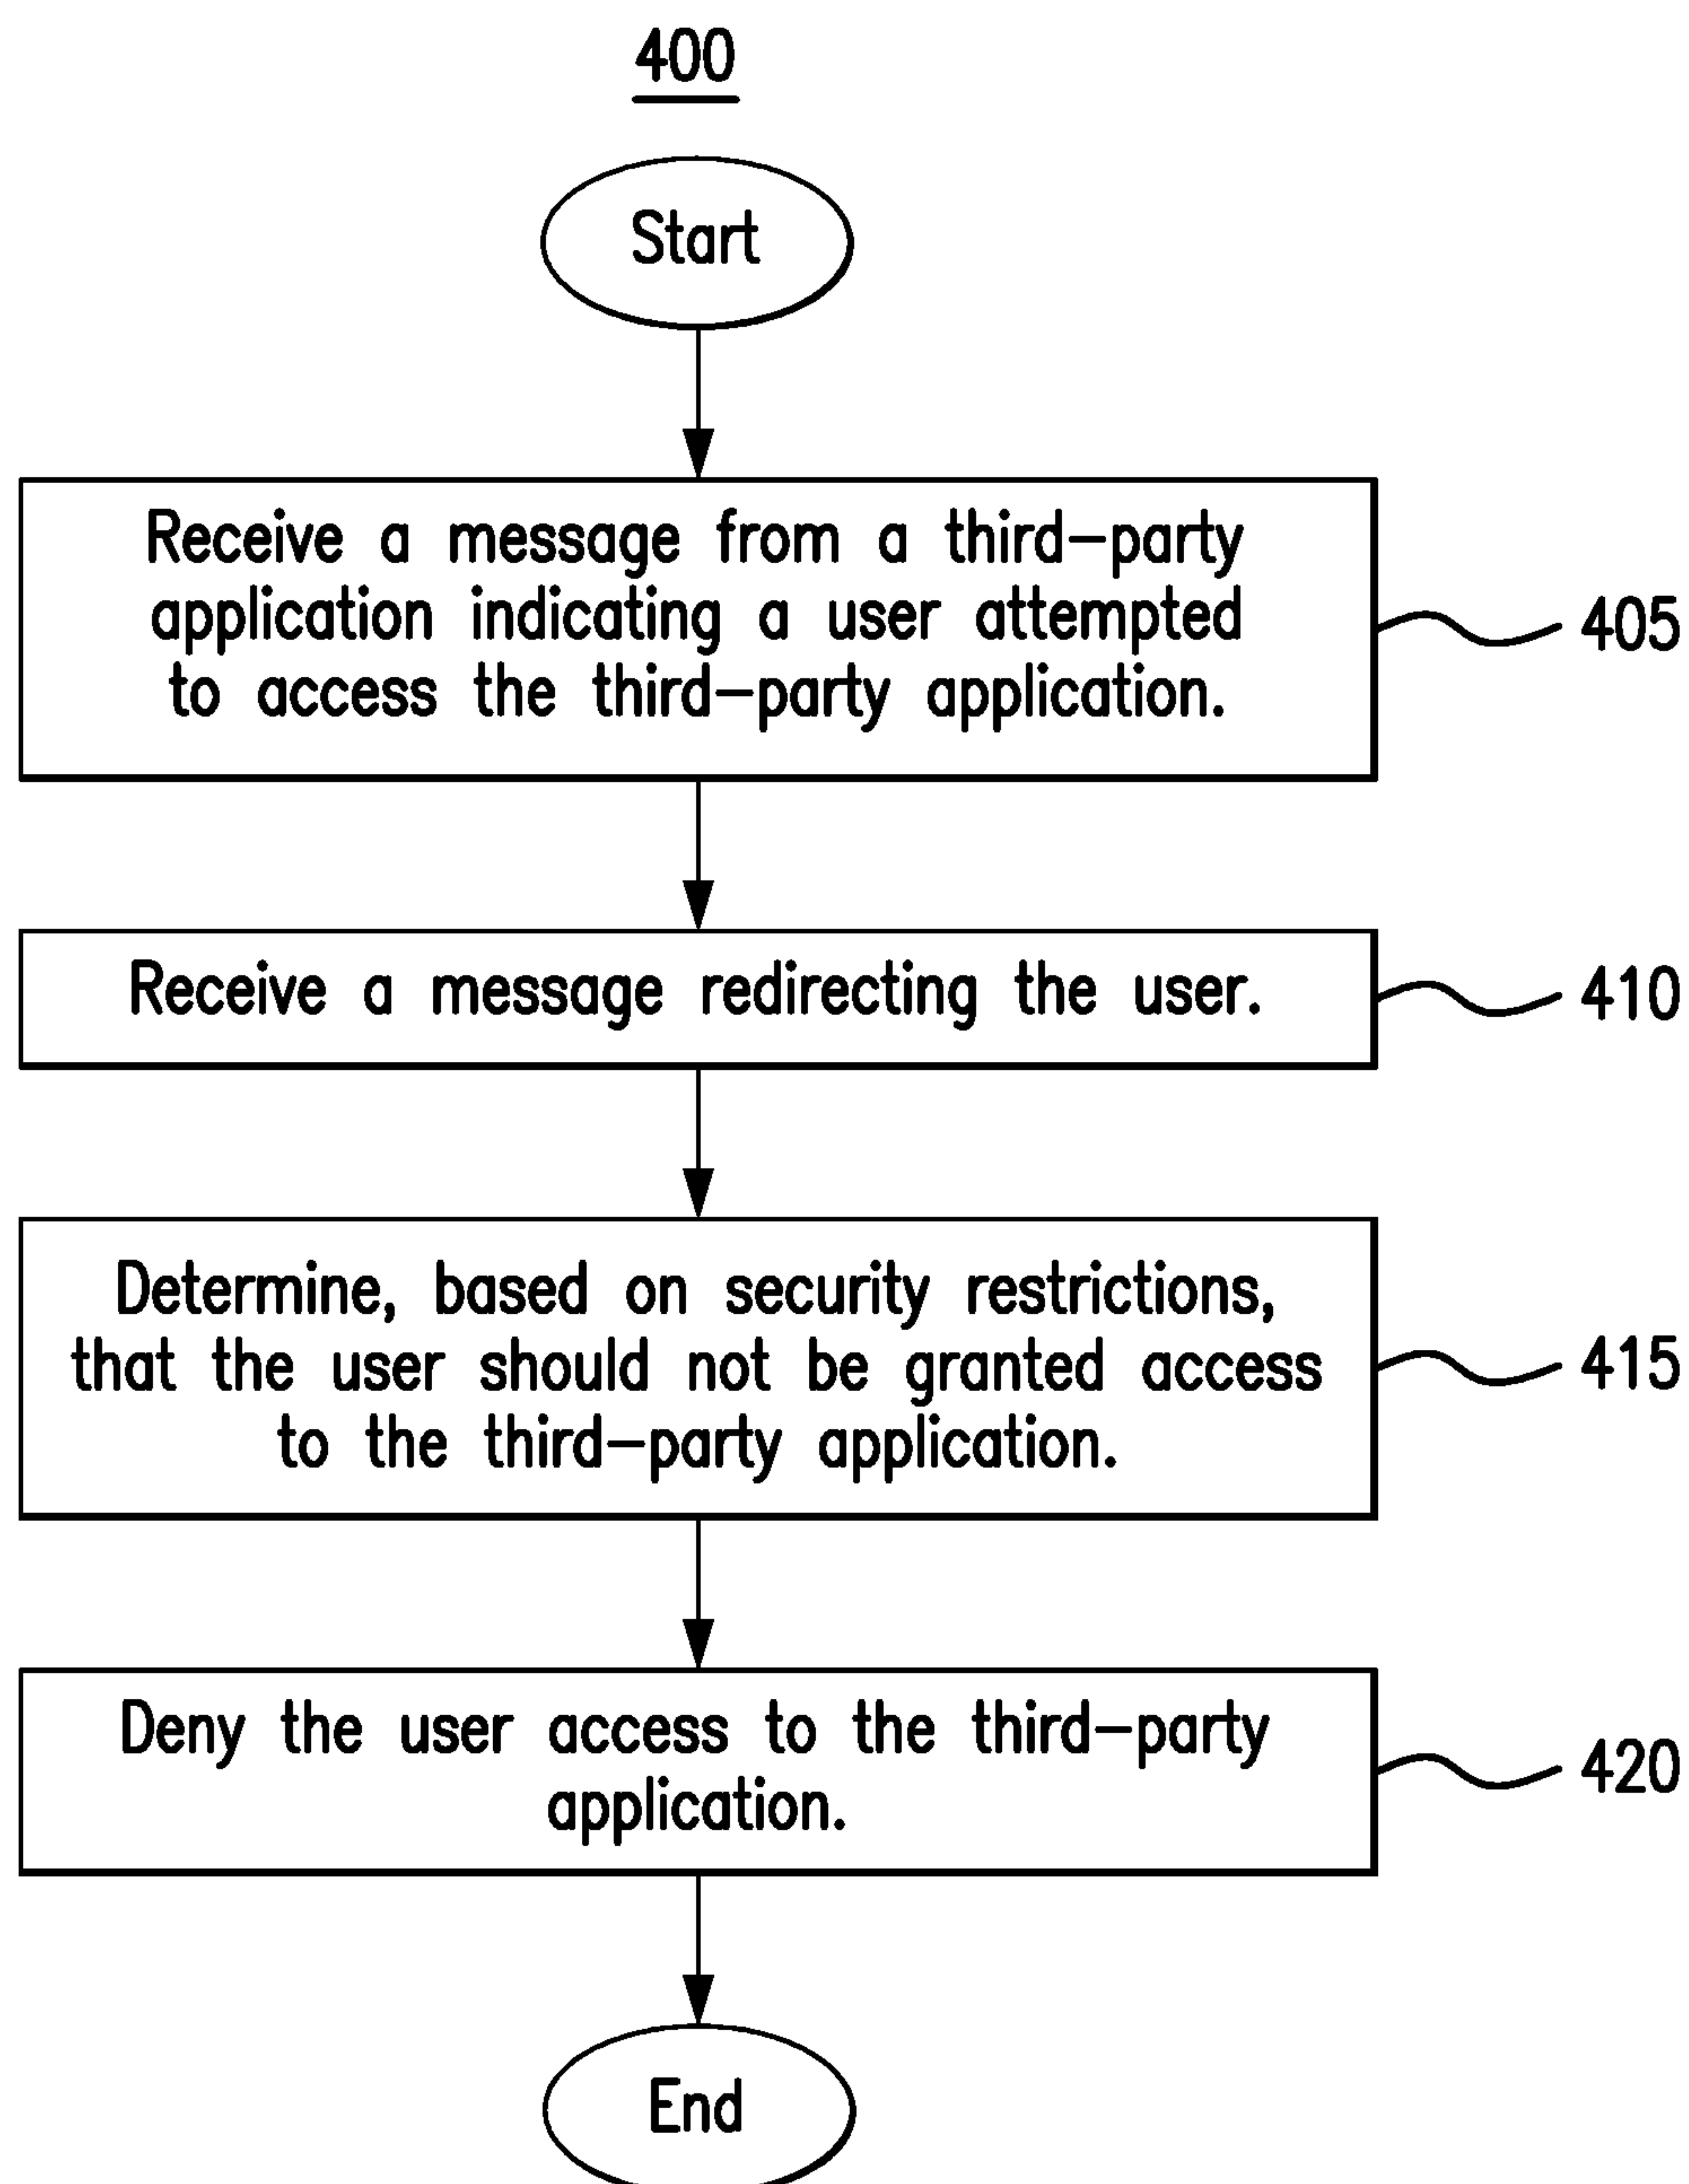 400
Start
Receive a message from a third-party
application indicating a user attempted
to access the third-party application.
405
Receive a message redirecting the user.
410
Determine, based on security restrictions,
that the user should not be granted access
to the third-party application.
415
Deny the user access to the third-party
application.
420
End